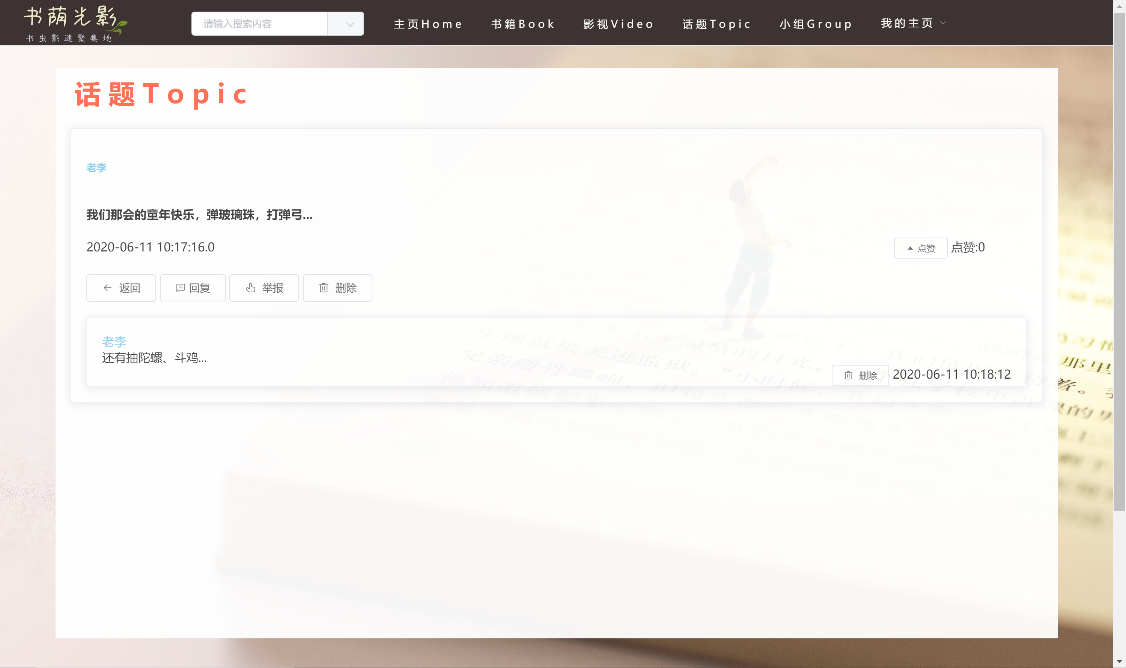 书荫光影
书虫影迷聚集地
请输入搜索内容
主页Home 书籍Book 影视Video 话题Topic 小组Group 我的主页
话题Topic
老李
我们那会的童年快乐，弹玻璃珠，打弹弓...
2020-06-11 10:17:16.0
点赞 点赞:0
返回 回复 举报 删除
老李
还有抽陀螺、斗鸡...
删除 2020-06-11 10:18:12